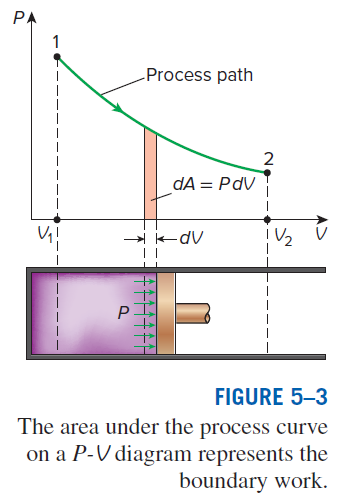 P
1
Process path
2
dA = P dV
V1
dV
V2
V
P
FIGURE 5–3
The area under the process curve
on a P-V diagram represents the
boundary work.